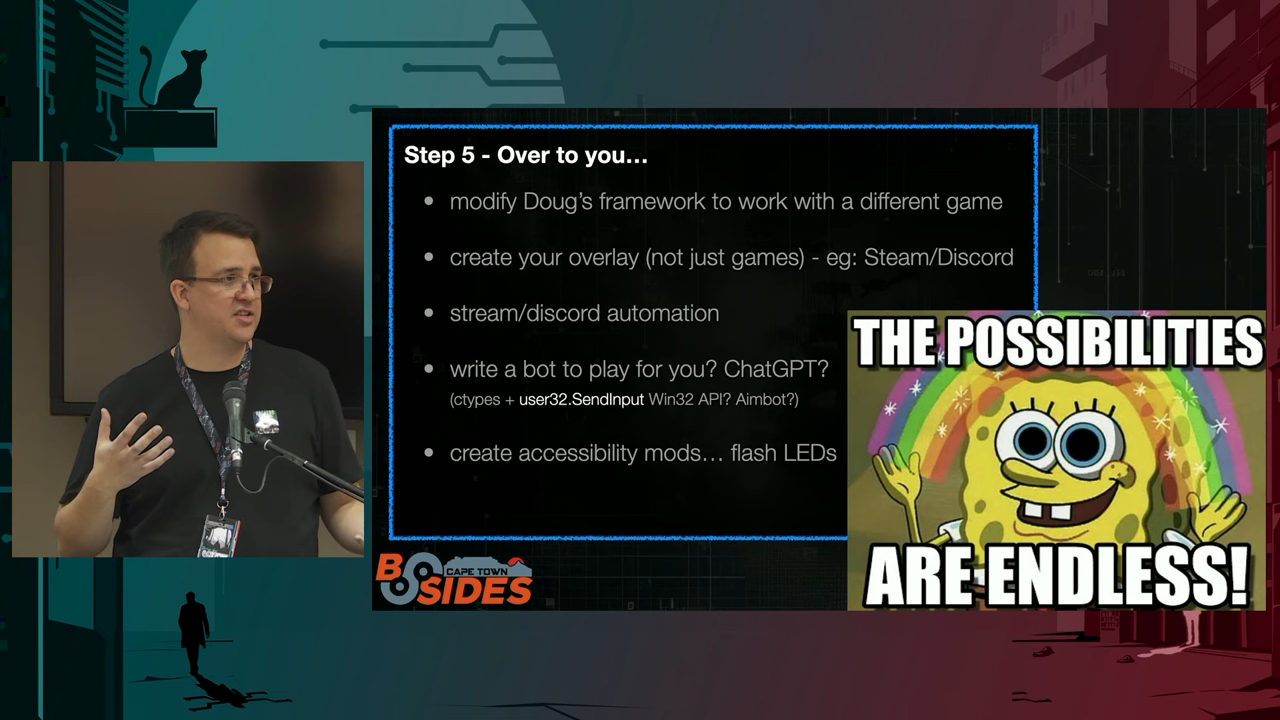 Step 5 - Over to you…
• modify Doug's framework to work with a different game
• create your overlay (not just games) - eg: Steam/Discord
• stream/discord automation
• write a bot to play for you? ChatGPT?
(ctypes + user32.SendInput Win32 API? Aimbot?)
• create accessibility mods… flash LEDs
THE POSSIBILITIES
ARE ENDLESS!
BSIDES
CAPE TOWN